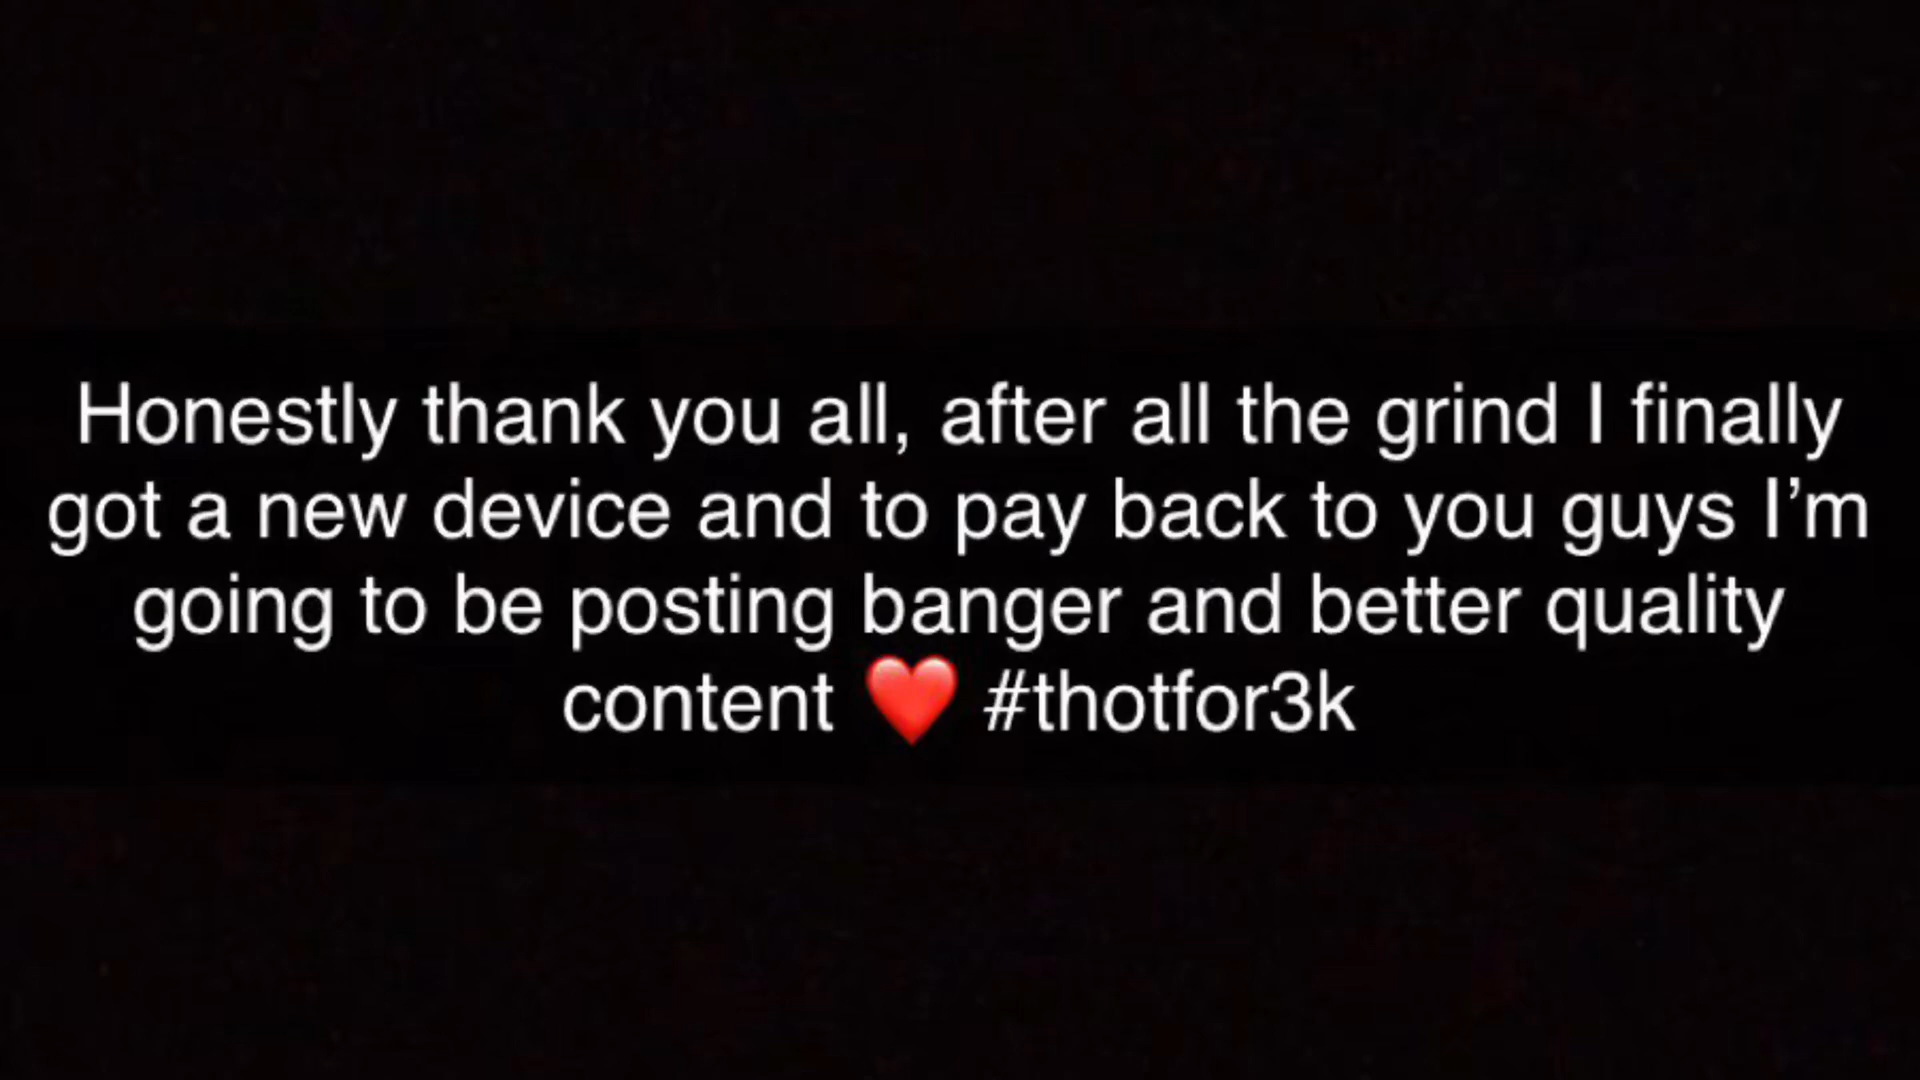 Honestly thank you all, after all the grind I finally
got a new device and to pay back to you guys I’m
going to be posting banger and better quality
content ❤️ #thotfor3k